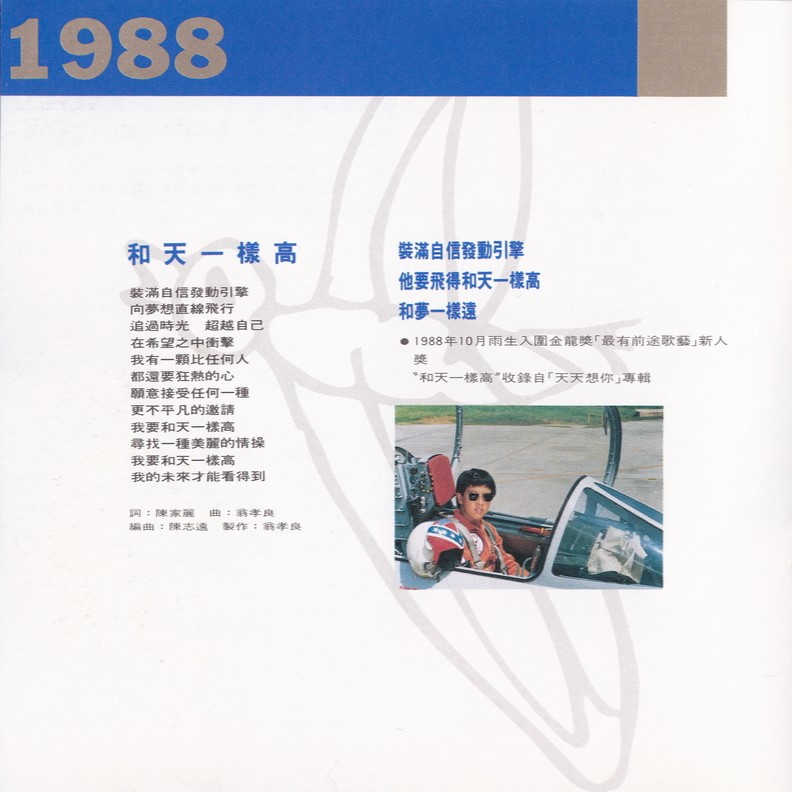 1988
和天一樣高
裝滿自信發動引擎
向夢想直線飛行
追過時光　超越自己
在希望之中衝擊
我有一顆比任何人
都還要狂熱的心
願意接受任何一種
更不平凡的邀請
我要和天一樣高
尋找一種美麗的情操
我要和天一樣高
我的未來才能看得到
詞：陳家麗　曲：翁孝良
編曲：陳志遠　製作：翁孝良
裝滿自信發動引擎
他要飛得和天一樣高
和夢一樣遠
●1988年10月雨生入圍金龍獎「最有前途歌藝」新人
獎
〝和天一樣高〞收錄自「天天想你」專輯